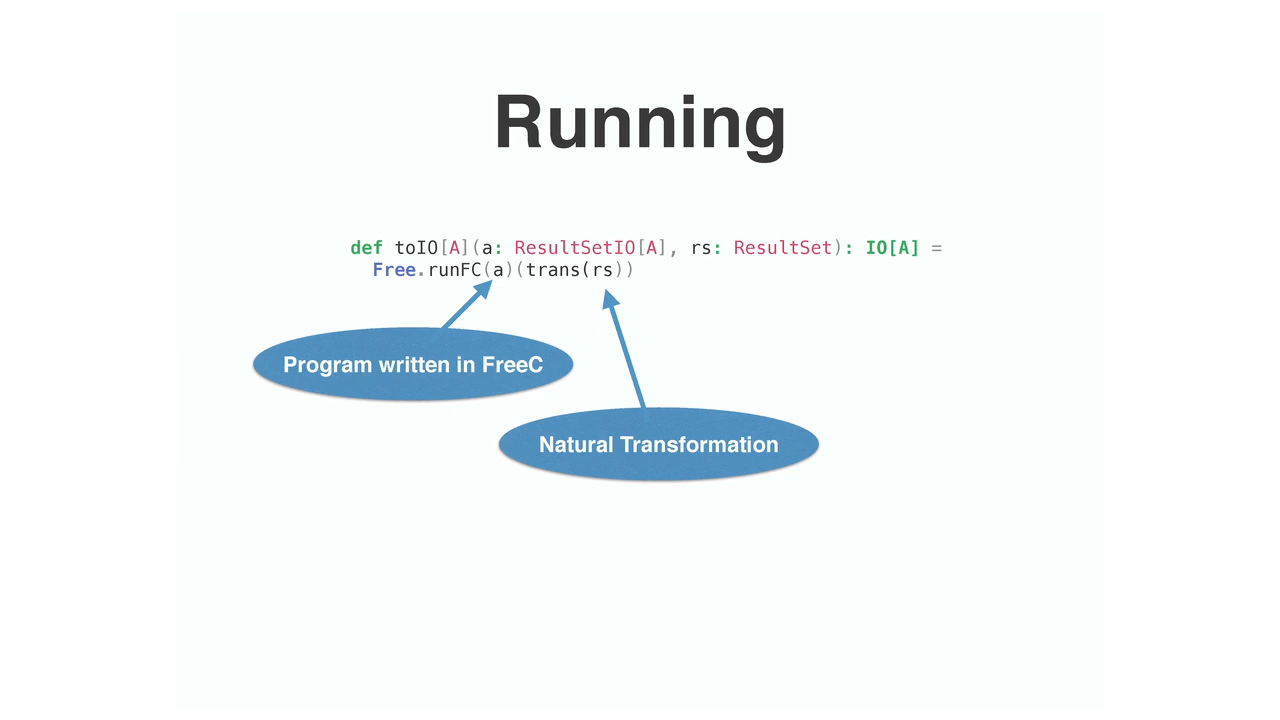 Running
def toIO[A](a: ResultSetIO[A], rs: ResultSet): IO[A] =
Free.runFC(a)(trans(rs))
Program written in FreeC
Natural Transformation